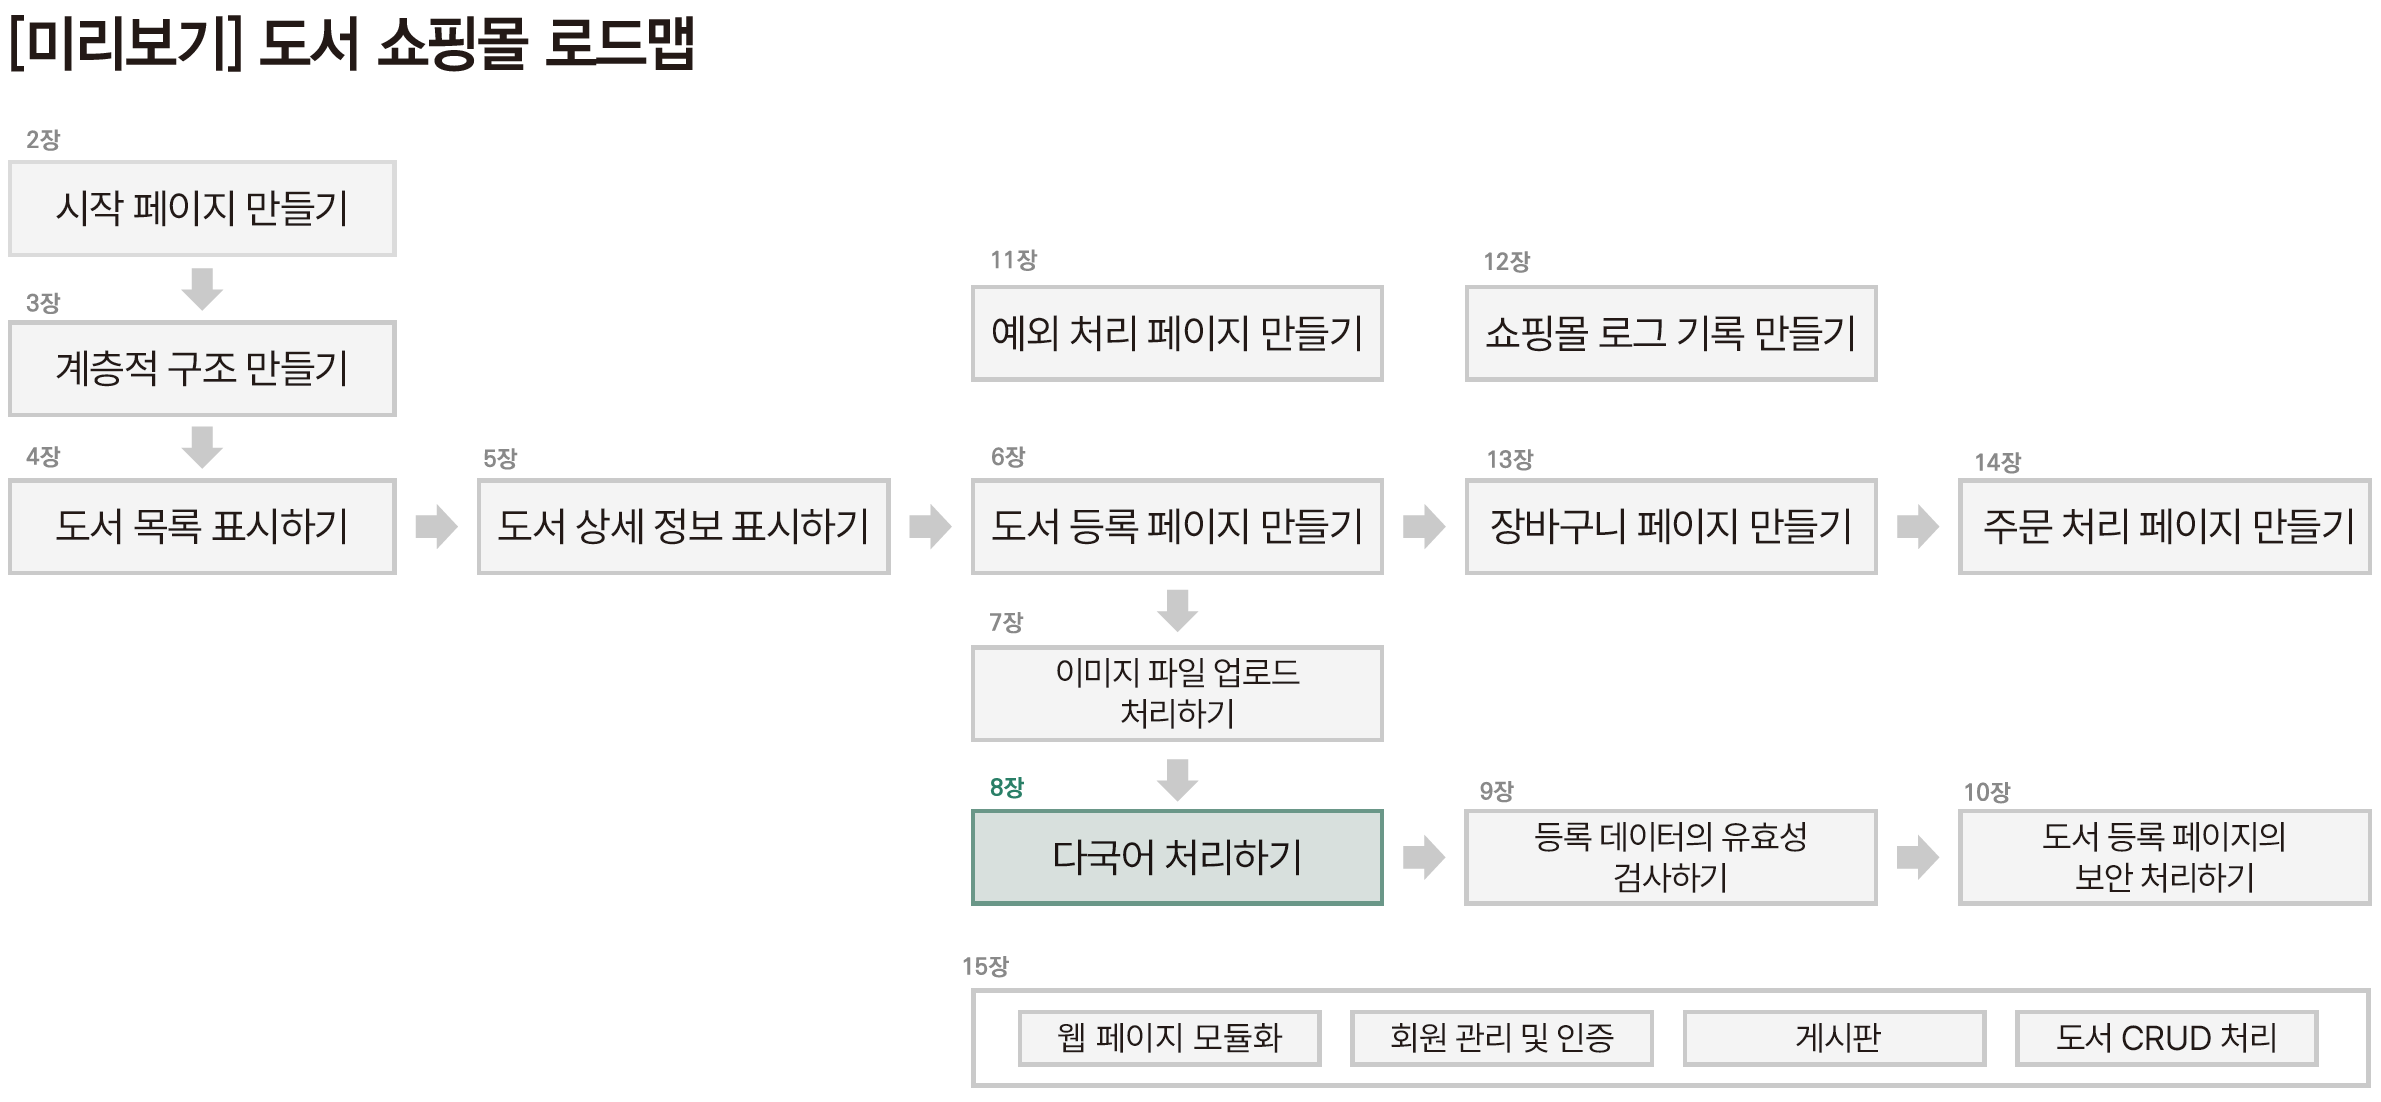 [미리보기] 도서 쇼핑몰 로드맵
2장
시작 페이지 만들기
3장
계층적 구조 만들기
4장
도서 목록 표시하기
5장
도서 상세 정보 표시하기
11장
예외 처리 페이지 만들기
12장
쇼핑몰 로그 기록 만들기
6장
도서 등록 페이지 만들기
13장
장바구니 페이지 만들기
14장
주문 처리 페이지 만들기
7장
이미지 파일 업로드
처리하기
8장
다국어 처리하기
9장
등록 데이터의 유효성
검사하기
10장
도서 등록 페이지의
보안 처리하기
15장
웹 페이지 모듈화
회원 관리 및 인증
게시판
도서 CRUD 처리